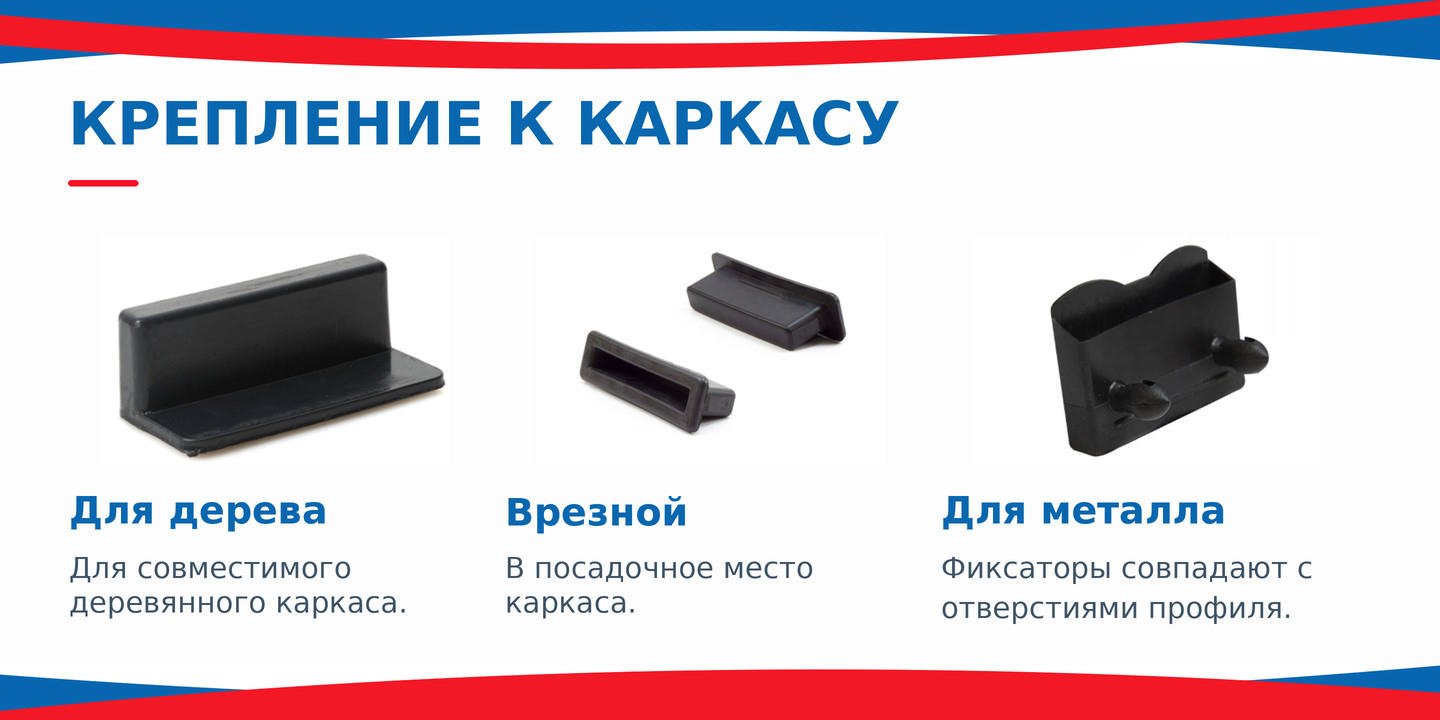 КРЕПЛЕНИЕ К КАРКАСУ
Для дерева
Для совместимого
деревянного каркаса.
Врезной
В посадочное место
каркаса.
Для металла
Фиксаторы совпадают с
отверстиями профиля.